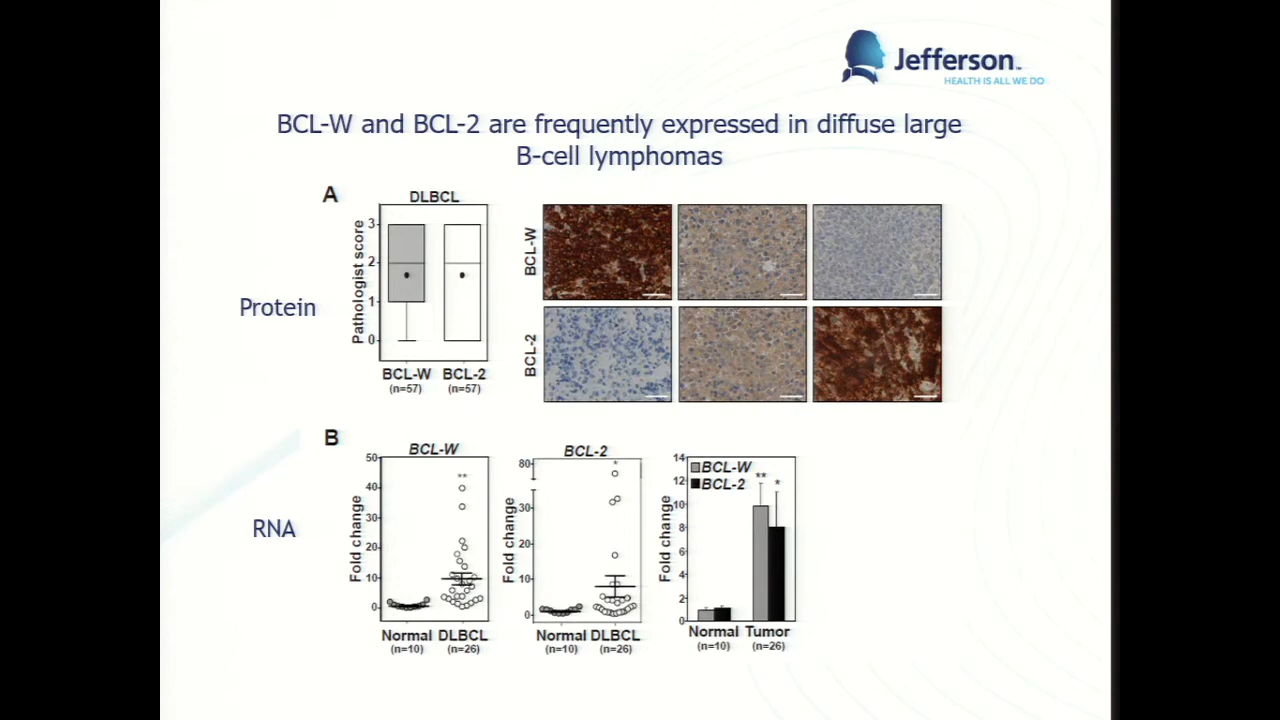 Jefferson™
HEALTH IS ALL WE DO
BCL-W and BCL-2 are frequently expressed in diffuse large
B-cell lymphomas
A
DLBCL
Pathologist score
3
2
1
0
BCL-W
BCL-2
(n=57)
(n=57)
Protein
BCL-W
BCL-2
B
RNA
BCL-W
Fold change
50
40
30
20
10
0
**
Normal DLBCL
(n=10) (n=26)
BCL-2
Fold change
80
30
20
10
0
*
Normal DLBCL
(n=10) (n=26)
Fold change
14
12
10
8
6
4
2
0
BCL-W
BCL-2
** *
Normal Tumor
(n=10) (n=26)